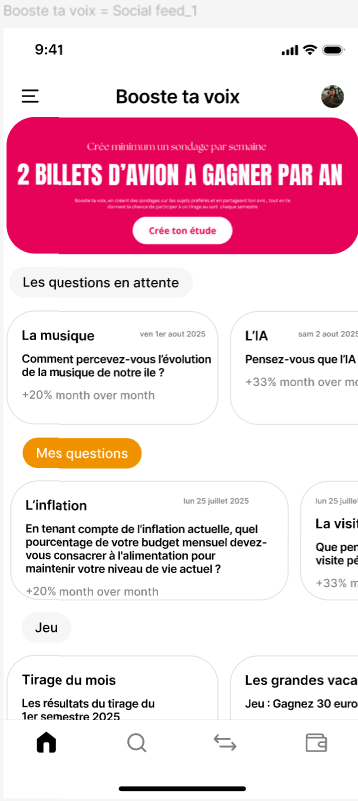 Booste ta voix = Social feed_1
9:41
Booste ta voix
Crée minimum un sondage par semaine
2 BILLETS D'AVION A GAGNER PAR AN
Booste ta voix, en créant des sondages sur tes sujets préférés et en partageant ton avis , tout en te
donnant la chance de participer à un tirage au sort chaque semestre
Crée ton étude
Les questions en attente
La musique
ven 1er aout 2025
Comment percevez-vous l'évolution
de la musique de notre ile ?
+20% month over month
L'IA
sam 2 aout 2025
Pensez-vous que l'IA
+33% month over mo
Mes questions
L'inflation
lun 25 juillet 2025
En tenant compte de l'inflation actuelle, quel
pourcentage de votre budget mensuel devez-
vous consacrer à l'alimentation pour
maintenir votre niveau de vie actuel ?
+20% month over month
lun 25 juille
La visi
Que pen
visite pé
+33% m
Jeu
Tirage du mois
Les résultats du tirage du
1er semestre 2025
Les grandes vaca
Jeu : Gagnez 30 euro